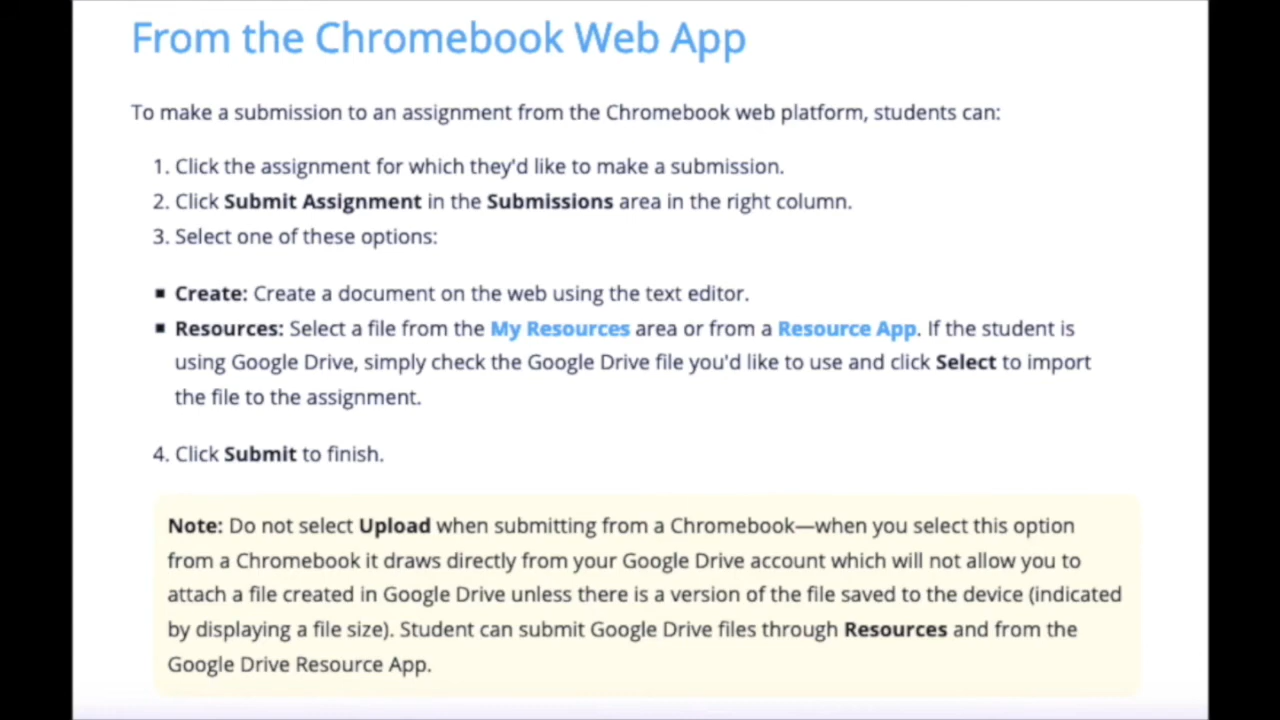 From the Chromebook Web App
To make a submission to an assignment from the Chromebook web platform, students can:
1. Click the assignment for which they'd like to make a submission.
2. Click Submit Assignment in the Submissions area in the right column.
3. Select one of these options:
▪ Create: Create a document on the web using the text editor.
▪ Resources: Select a file from the My Resources area or from a Resource App. If the student is
using Google Drive, simply check the Google Drive file you'd like to use and click Select to import
the file to the assignment.
4. Click Submit to finish.
Note: Do not select Upload when submitting from a Chromebook—when you select this option
from a Chromebook it draws directly from your Google Drive account which will not allow you to
attach a file created in Google Drive unless there is a version of the file saved to the device (indicated
by displaying a file size). Student can submit Google Drive files through Resources and from the
Google Drive Resource App.